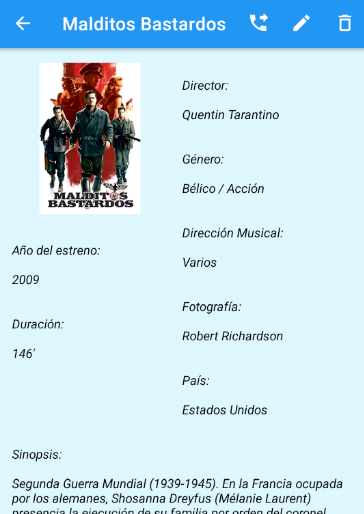 Malditos Bastardos
MALDITOS
BASTARDOS
Director:
Quentin Tarantino
Género:
Bélico / Acción
Dirección Musical:
Varios
Año del estreno:
2009
Fotografía:
Robert Richardson
Duración:
146'
País:
Estados Unidos
Sinopsis:
Segunda Guerra Mundial (1939-1945). En la Francia ocupada
por los alemanes, Shosanna Dreyfus (Mélanie Laurent)
presencia la ejecución de su familia por orden del coronel